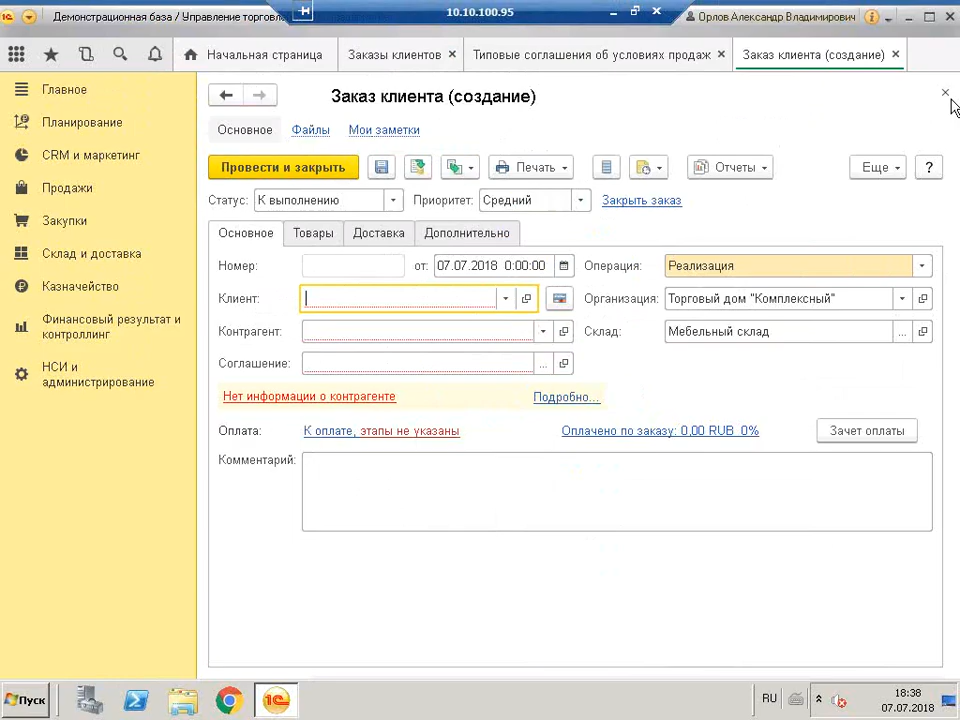 Демонстрационная база / Управление торговл
10.10.100.95
Орлов Александр Владимирович
Начальная страница
Заказы клиентов
Типовые соглашения об условиях продаж
Заказ клиента (создание)
Главное
Планирование
CRM и маркетинг
Продажи
Закупки
Склад и доставка
Казначейство
Финансовый результат и
контроллинг
НСИ и
администрирование
Заказ клиента (создание)
Основное Файлы Мои заметки
Провести и закрыть Печать Отчеты Еще ?
Статус: К выполнению Приоритет: Средний Закрыть заказ
Основное Товары Доставка Дополнительно
Номер: от: 07.07.2018 0:00:00 Операция: Реализация
Клиент: Организация: Торговый дом "Комплексный"
Контрагент: Склад: Мебельный склад ...
Соглашение: ...
Нет информации о контрагенте Подробно...
Оплата: К оплате, этапы не указаны Оплачено по заказу: 0,00 RUB 0% Зачет оплаты
Комментарий:
Пуск
1С
RU
18:38
07.07.2018